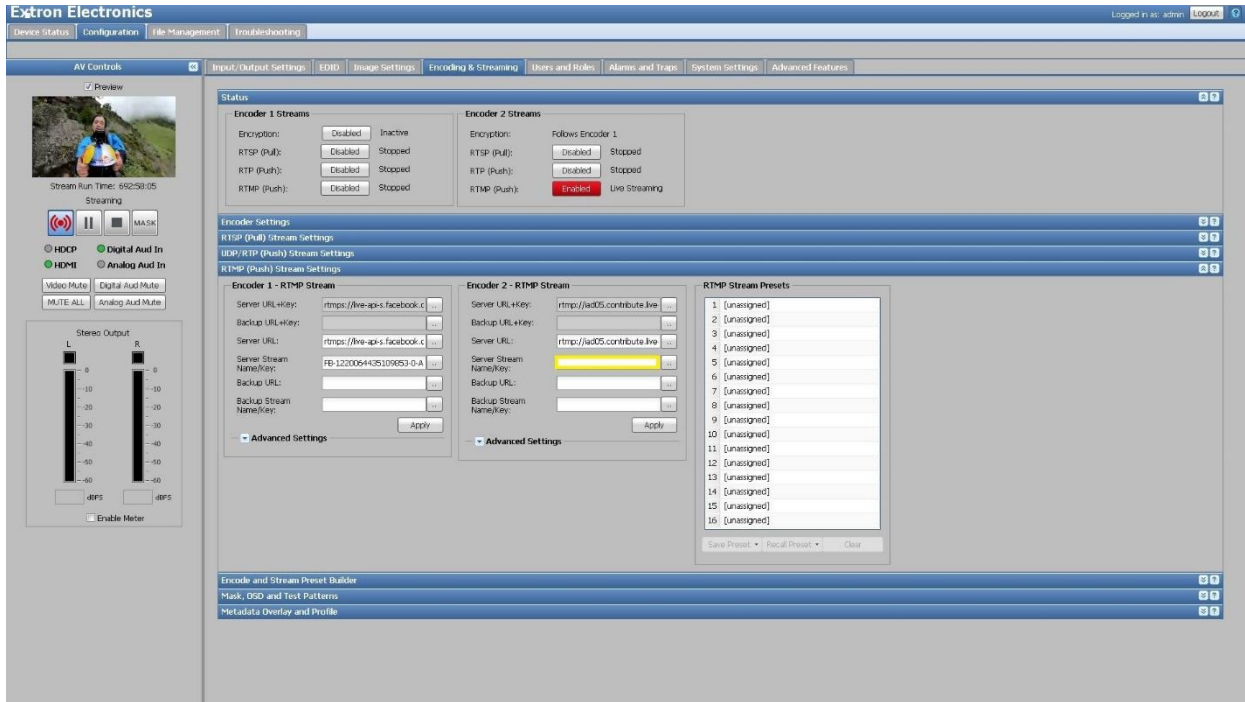 Extron Electronics
Logged in as: admin Logout ?
Device Status Configuration File Management Troubleshooting
AV Controls
Input/Output Settings EDID Image Settings Encoding & Streaming Users and Roles Alarms and Traps System Settings Advanced Features
Preview
Stream Run Time: 692:58:05
Streaming
MASK
HDCP Digital Aud In
HDMI Analog Aud In
Video Mute Digital Aud Mute
MUTE ALL Analog Aud Mute
Stereo Output
L R
0 0
-10 -10
-20 -20
-30 -30
-40 -40
-50 -50
-60 -60
dBFS dBFS
Enable Meter
Status ?
Encoder 1 Streams
Encryption: Disabled Inactive
RTSP (Pull): Disabled Stopped
RTP (Push): Disabled Stopped
RTMP (Push): Disabled Stopped
Encoder 2 Streams
Encryption: Follows Encoder 1
RTSP (Pull): Disabled Stopped
RTP (Push): Disabled Stopped
RTMP (Push): Enabled Live Streaming
Encoder Settings ?
RTSP (Pull) Stream Settings ?
UDP/RTP (Push) Stream Settings ?
RTMP (Push) Stream Settings ?
Encoder 1 - RTMP Stream
Server URL+Key: rtmps://live-api-s.facebook.c ...
Backup URL+Key: ...
Server URL: rtmps://live-api-s.facebook.c ...
Server Stream
Name/Key: FB-1220064435109853-0-A ...
Backup URL: ...
Backup Stream
Name/Key: ...
Apply
Advanced Settings
Encoder 2 - RTMP Stream
Server URL+Key: rtmp://iad05.contribute.live ...
Backup URL+Key: ...
Server URL: rtmp://iad05.contribute.live ...
Server Stream
Name/Key: ...
Backup URL: ...
Backup Stream
Name/Key: ...
Apply
Advanced Settings
RTMP Stream Presets
1 [unassigned]
2 [unassigned]
3 [unassigned]
4 [unassigned]
5 [unassigned]
6 [unassigned]
7 [unassigned]
8 [unassigned]
9 [unassigned]
10 [unassigned]
11 [unassigned]
12 [unassigned]
13 [unassigned]
14 [unassigned]
15 [unassigned]
16 [unassigned]
Save Preset Recall Preset Clear
Encode and Stream Preset Builder ?
Mask, OSD and Test Patterns ?
Metadata Overlay and Profile ?